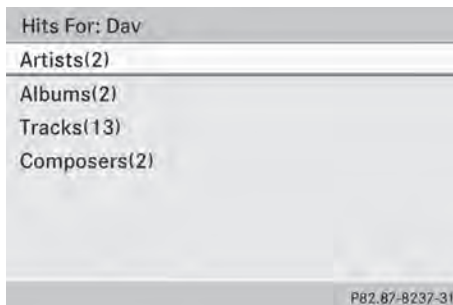 Hits For: Dav
Artists(2)
Albums(2)
Tracks(13)
Composers(2)
P82.87-8237-31